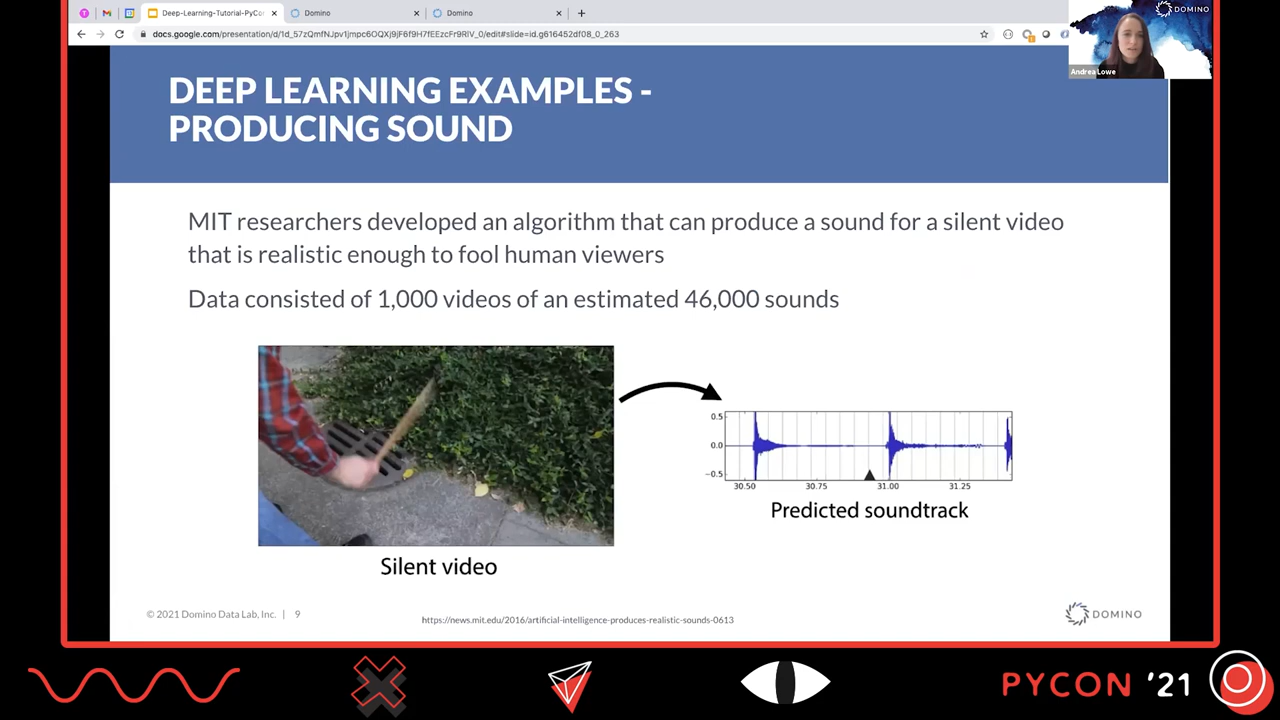 Deep-Learning-Tutorial-PyCon
Domino
Domino
docs.google.com/presentation/d/1d_57zQmfNJpv1jmpc6OQXj9jF6f9H7fEEzcFr9RlV_0/edit#slide=id.g616452df08_0_263
DOMINO
Andrea Lowe
DEEP LEARNING EXAMPLES -
PRODUCING SOUND
MIT researchers developed an algorithm that can produce a sound for a silent video
that is realistic enough to fool human viewers
Data consisted of 1,000 videos of an estimated 46,000 sounds
0.5
0.0
−0.5
30.50 30.75 31.00 31.25
Predicted soundtrack
Silent video
© 2021 Domino Data Lab, Inc. | 9
https://news.mit.edu/2016/artificial-intelligence-produces-realistic-sounds-0613
DOMINO
PYCON '21